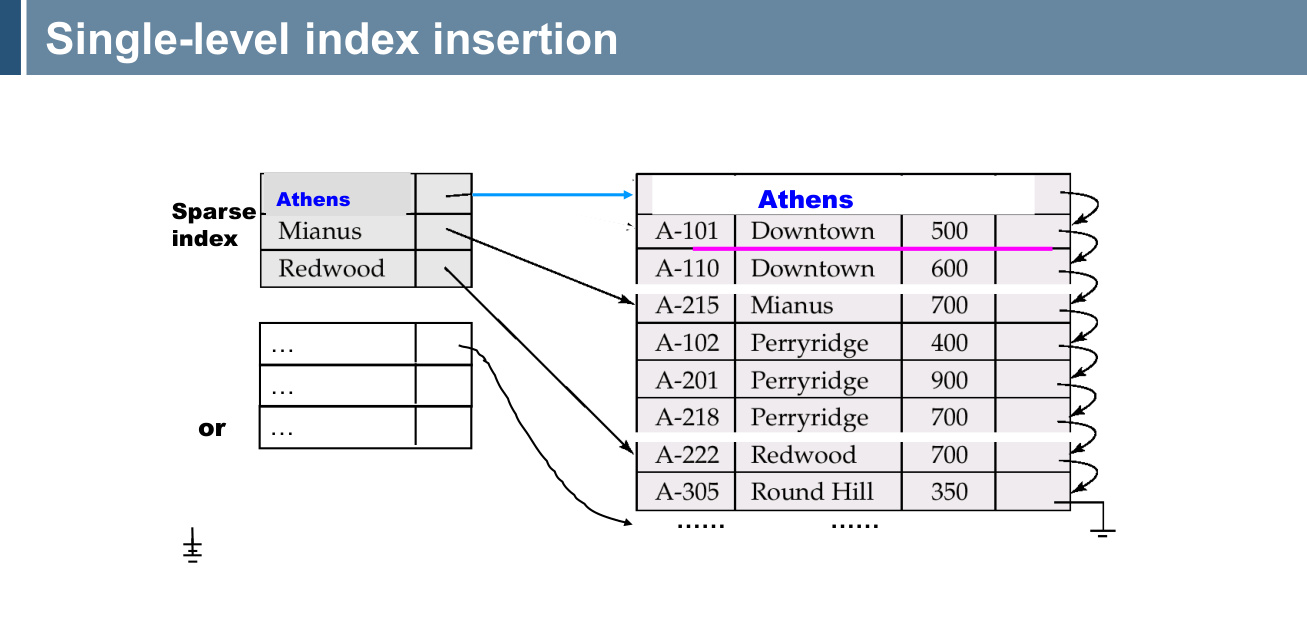 Single-level index insertion
Sparse
index
Athens
Mianus
Redwood
…
…
…
or
Athens
A-101 Downtown 500
A-110 Downtown 600
A-215 Mianus 700
A-102 Perryridge 400
A-201 Perryridge 900
A-218 Perryridge 700
A-222 Redwood 700
A-305 Round Hill 350
...... ......